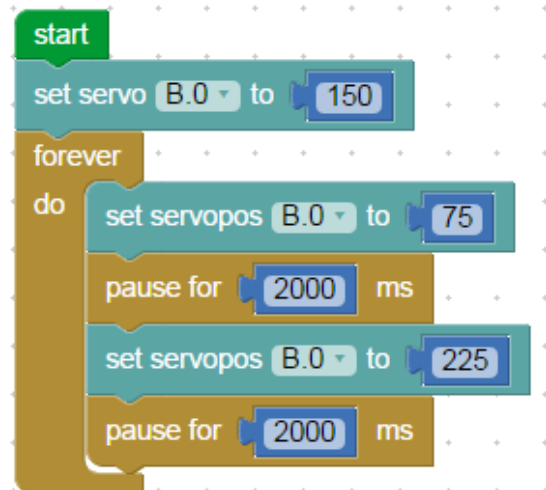 start
set servo B.0 to 150
forever
do
set servopos B.0 to 75
pause for 2000 ms
set servopos B.0 to 225
pause for 2000 ms